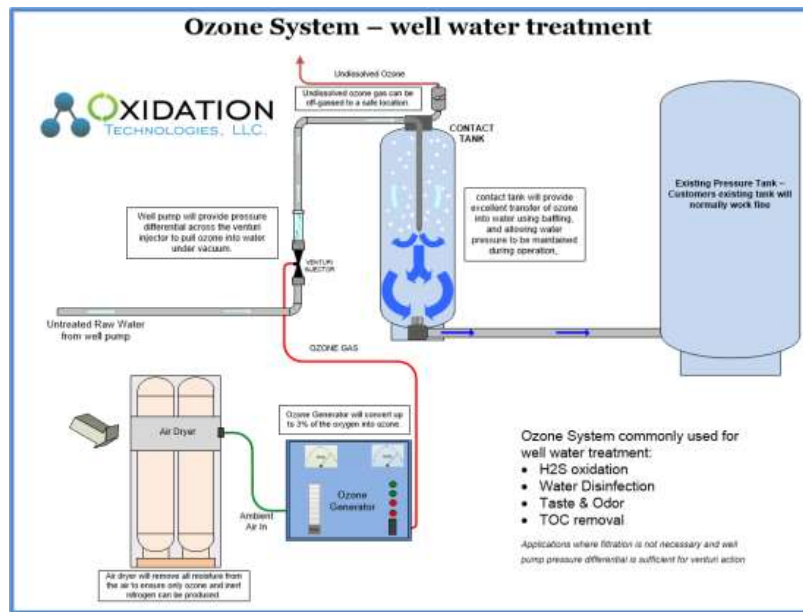 Ozone System – well water treatment
Undissolved Ozone
Undissolved ozone gas can be
off-gassed to a safe location.
OXIDATION
TECHNOLOGIES, LLC.
CONTACT
TANK
Existing Pressure Tank –
Customers existing tank will
normally work fine
Well pump will provide pressure
differential across the venturi
injector to pull ozone into water
under vacuum.
contact tank will provide
excellent transfer of ozone
into water using baffling,
and allowing water
pressure to be maintained
during operation.
VENTURI
INJECTOR
Untreated Raw Water
from well pump
OZONE GAS
Ozone Generator will convert up
to 3% of the oxygen into ozone.
Air Dryer
Ozone
Generator
Ambient
Air In
Ozone System commonly used for
well water treatment:
• H2S oxidation
• Water Disinfection
• Taste & Odor
• TOC removal
Applications where filtration is not necessary and well
pump pressure differential is sufficient for venturi action
Air dryer will remove all moisture from
the air to ensure only ozone and inert
nitrogen can be produced